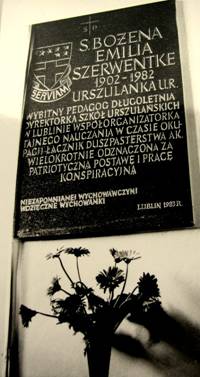 S P
S. BOŻENA
EMILIA
SZERWENTKE
1902-1982
URSZULANKA U.R.
SERVIAM
WYBITNY PEDAGOG DŁUGOLETNIA
DYREKTORKA SZKÓŁ URSZULAŃSKICH
W LUBLINIE WSPÓŁORGANIZATORKA
TAJNEGO NAUCZANIA W CZASIE OKU-
PACJI ŁĄCZNIK DUSZPASTERSTWA A.K.
WIELOKROTNIE ODZNACZONA ZA
PATRIOTYCZNĄ POSTAWĘ I PRACĘ
KONSPIRACYJNĄ
NIEZAPOMNIANEJ WYCHOWAWCZYNI
WDZIĘCZNE WYCHOWANKI
LUBLIN, 1983 R.